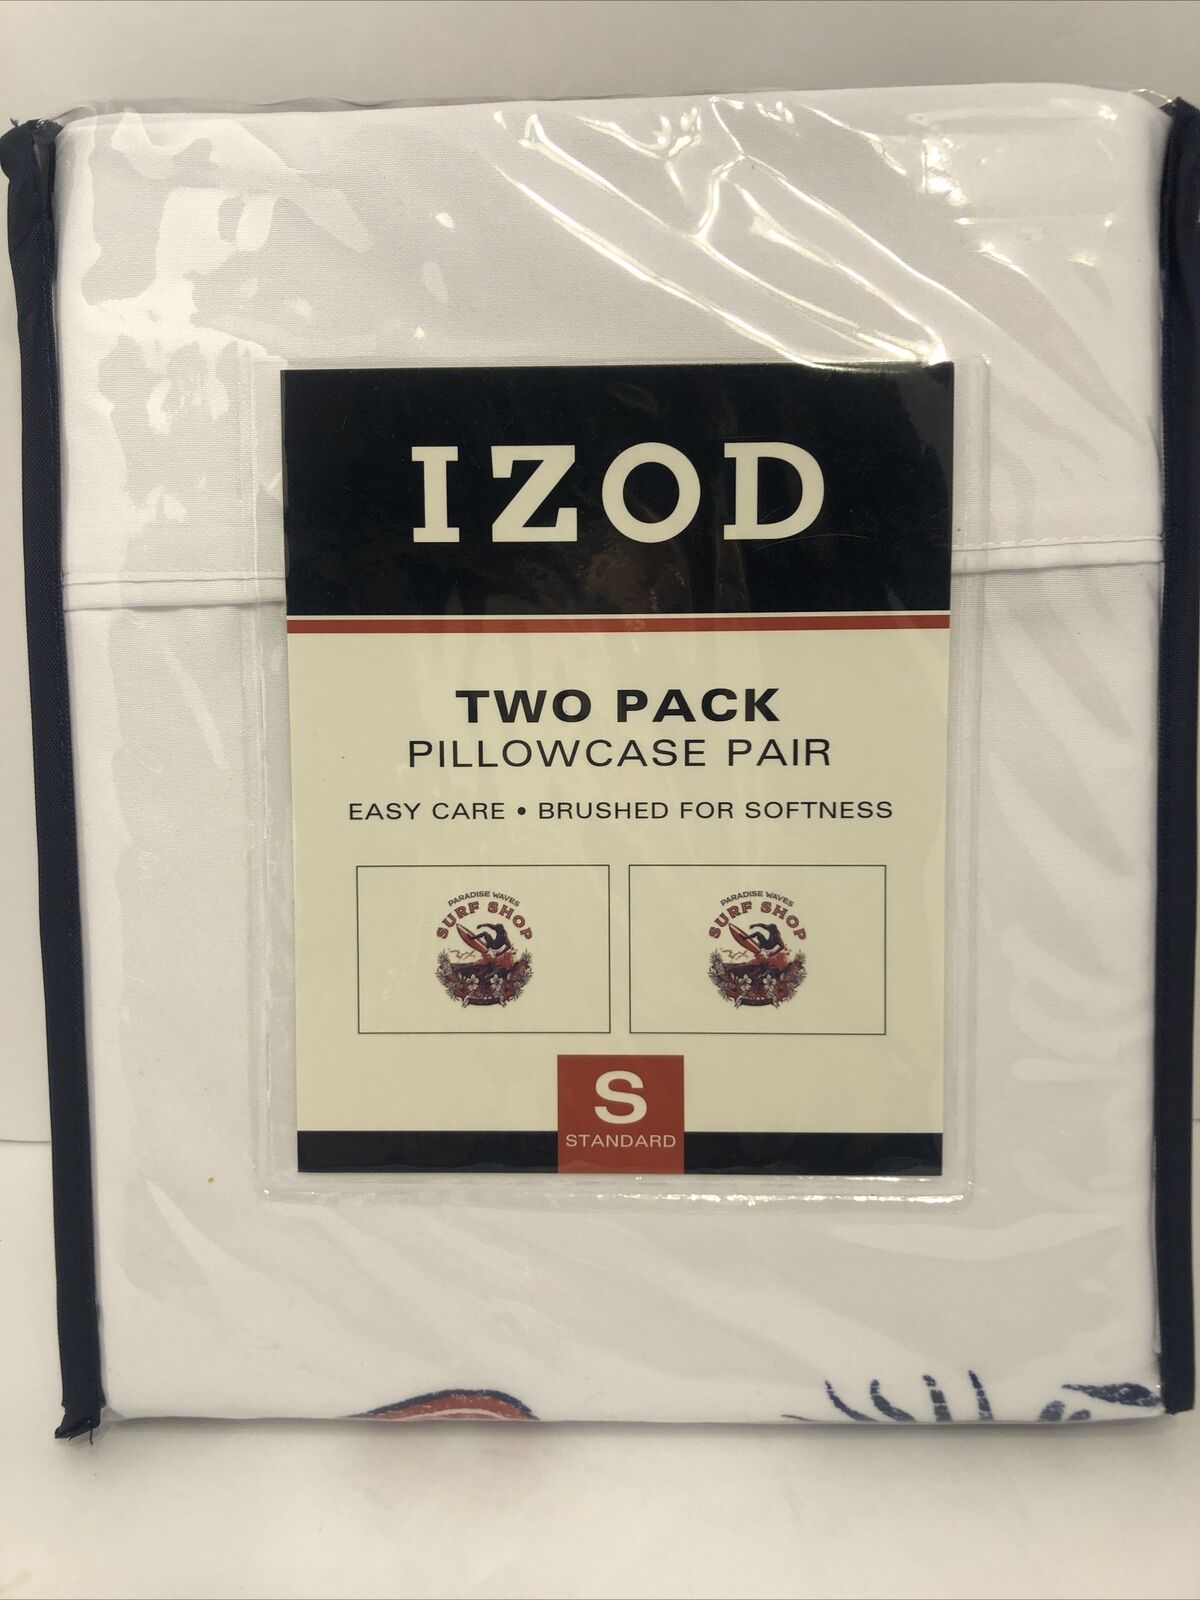 IZOD
TWO PACK
PILLOWCASE PAIR
EASY CARE • BRUSHED FOR SOFTNESS
PARADISE WAVES
SURF SHOP
PARADISE WAVES
SURF SHOP
S
STANDARD